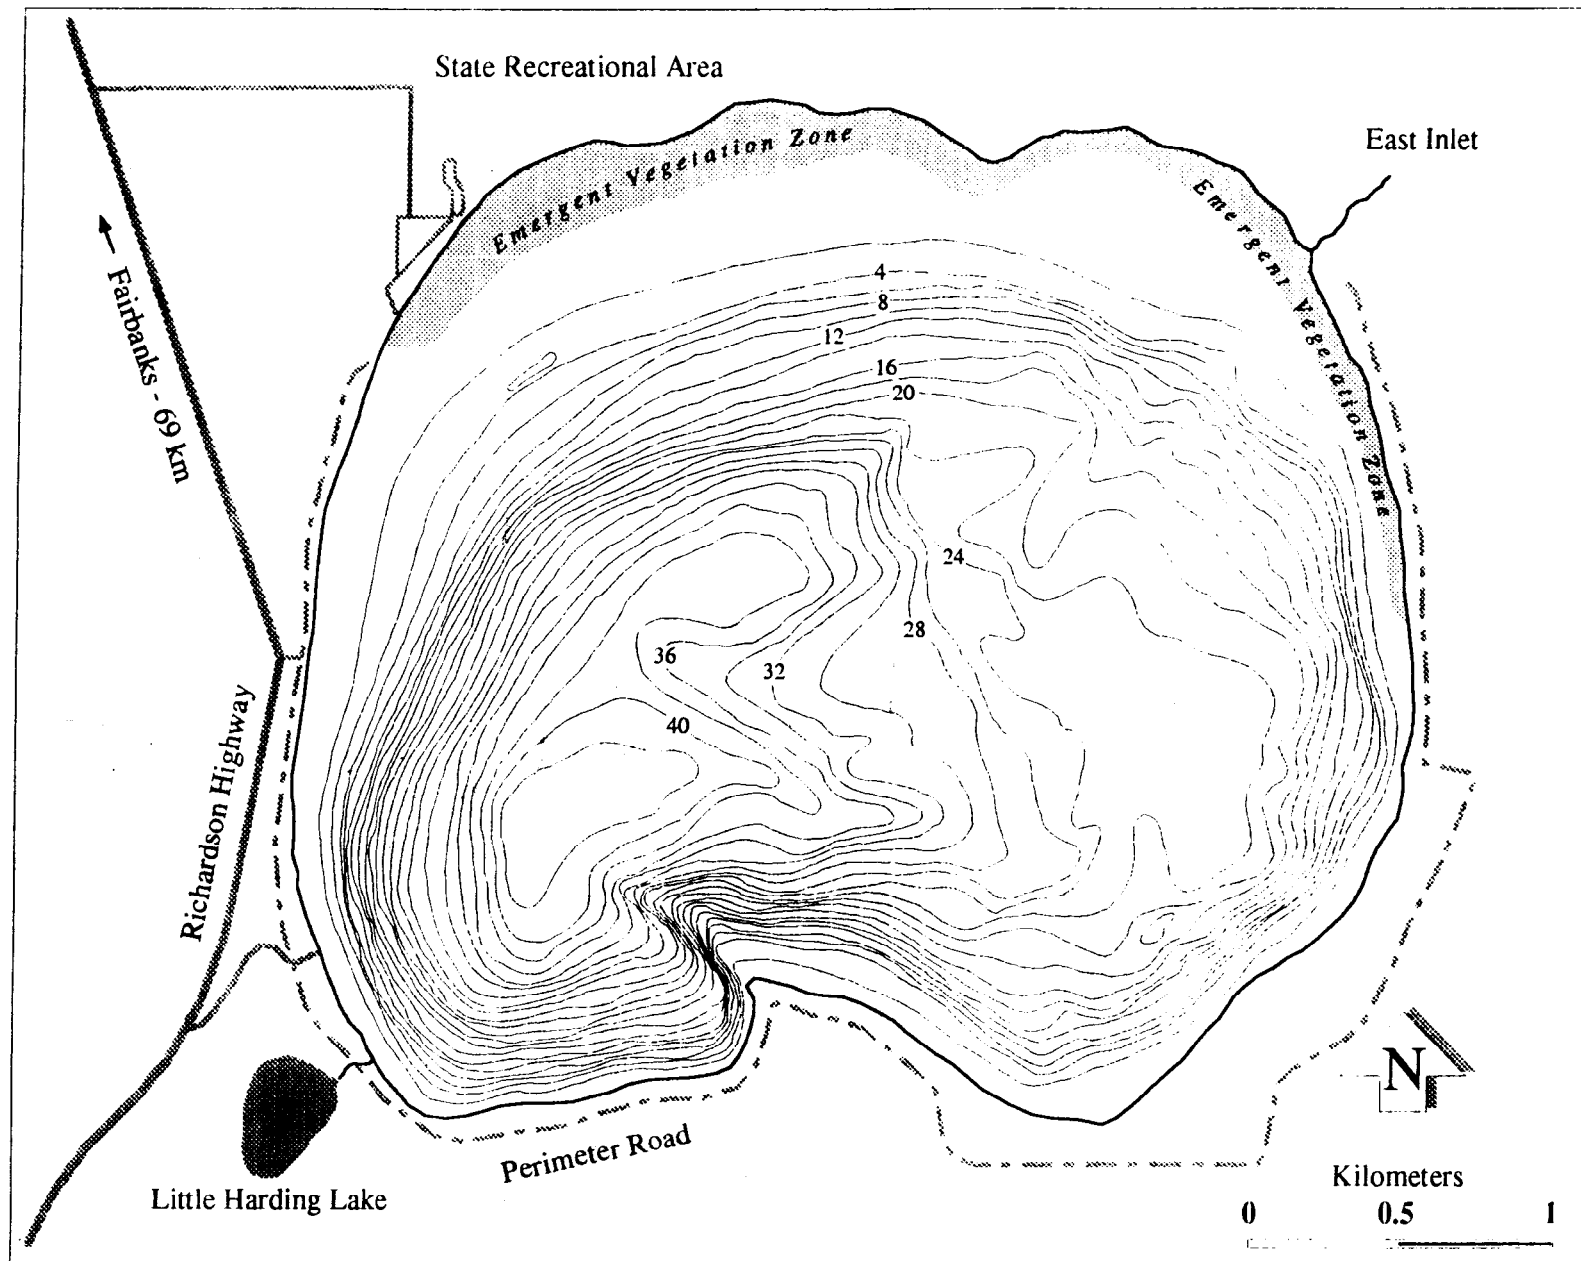 State Recreational Area
East Inlet
Emergent Vegetation Zone
Emergent Vegetation Zone
Fairbanks - 69 km
4
8
12
16
20
24
28
32
36
40
Richardson Highway
Perimeter Road
Little Harding Lake
N
Kilometers
0 0.5 1